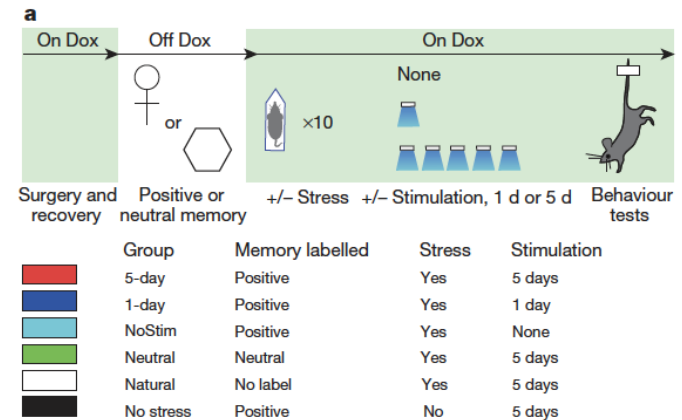 a
On Dox Off Dox On Dox
None
or
×10
Surgery and recovery
Positive or neutral memory
+/– Stress +/– Stimulation, 1 d or 5 d
Behaviour tests
Group Memory labelled Stress Stimulation
5-day Positive Yes 5 days
1-day Positive Yes 1 day
NoStim Positive Yes None
Neutral Neutral Yes 5 days
Natural No label Yes 5 days
No stress Positive No 5 days